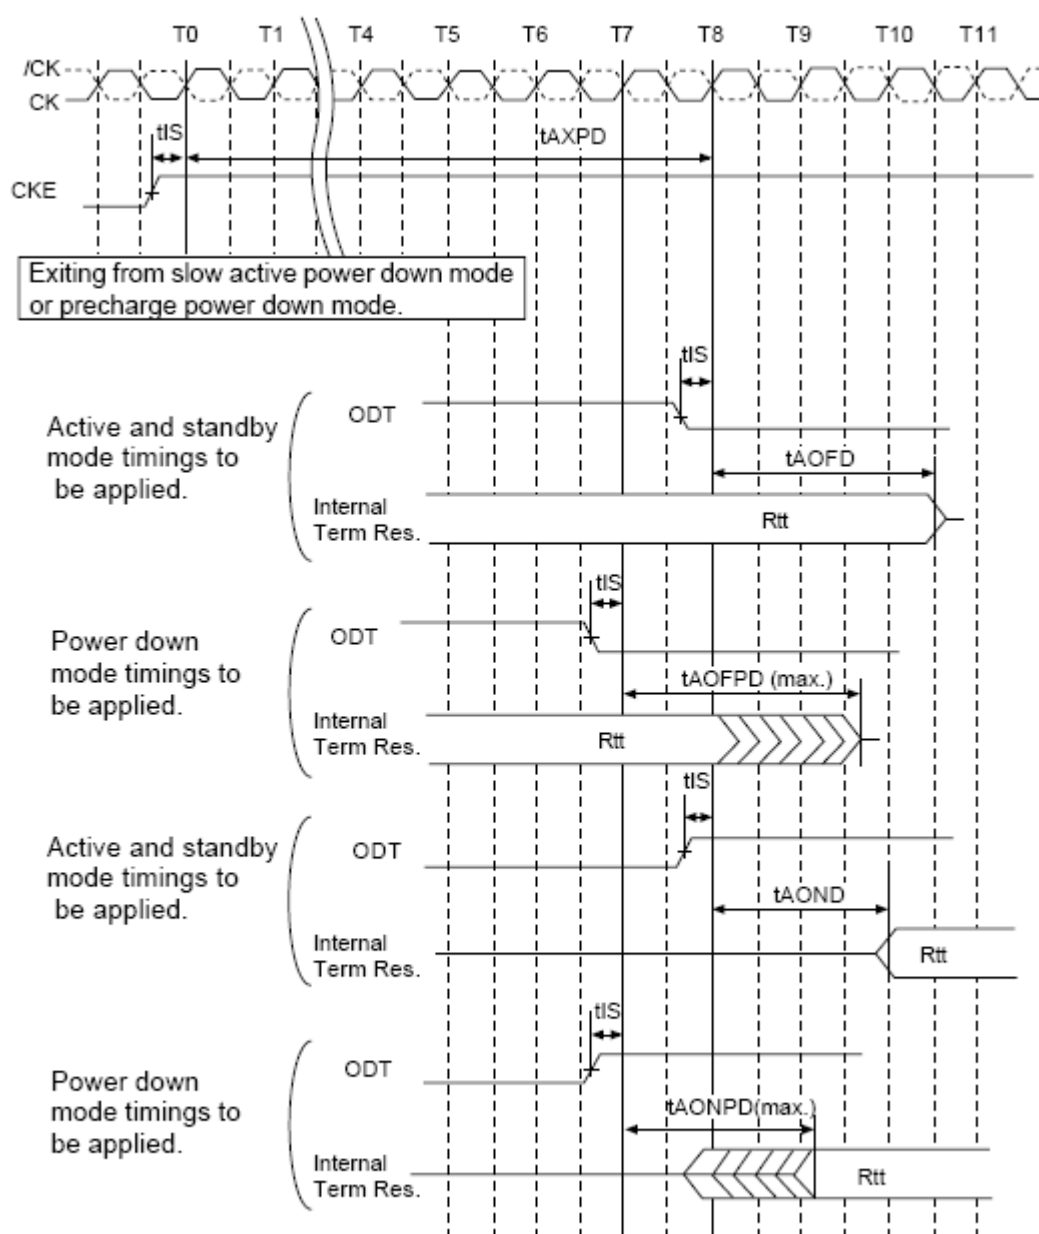 T0 T1 T4 T5 T6 T7 T8 T9 T10 T11
/CK
CK
tIS
tAXPD
CKE
Exiting from slow active power down mode
or precharge power down mode.
tIS
ODT
Active and standby
mode timings to
be applied.
tAOFD
Internal
Term Res.
Rtt
tIS
ODT
Power down
mode timings to
be applied.
tAOFPD (max.)
Internal
Term Res.
Rtt
tIS
ODT
Active and standby
mode timings to
be applied.
tAOND
Internal
Term Res.
Rtt
tIS
ODT
Power down
mode timings to
be applied.
tAONPD(max.)
Internal
Term Res.
Rtt